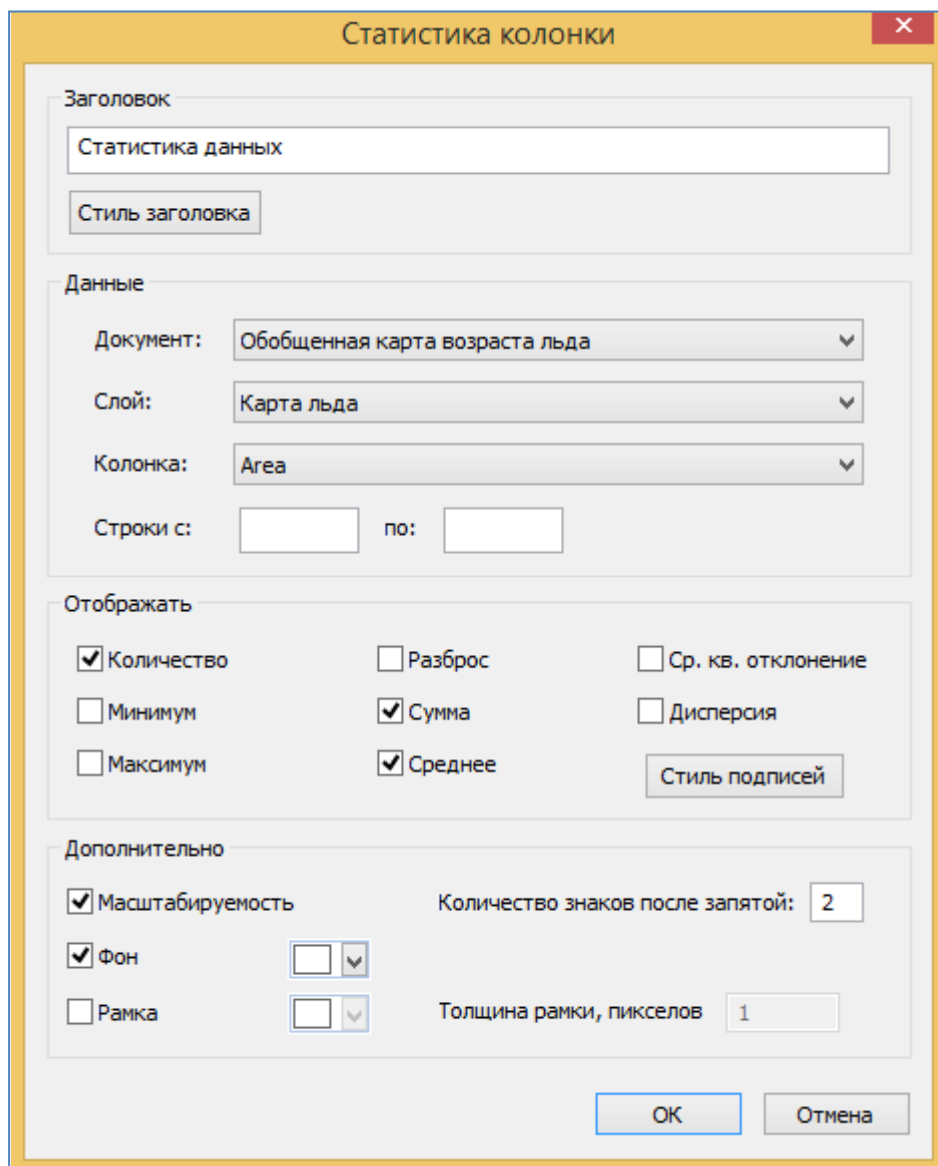 Статистика колонки
Заголовок
Статистика данных
Стиль заголовка
Данные
Документ: Обобщенная карта возраста льда
Слой: Карта льда
Колонка: Area
Строки с: по:
Отображать
Количество Разброс Ср. кв. отклонение
Минимум Сумма Дисперсия
Максимум Среднее Стиль подписей
Дополнительно
Масштабируемость Количество знаков после запятой: 2
Фон
Рамка Толщина рамки, пикселов 1
ОК Отмена